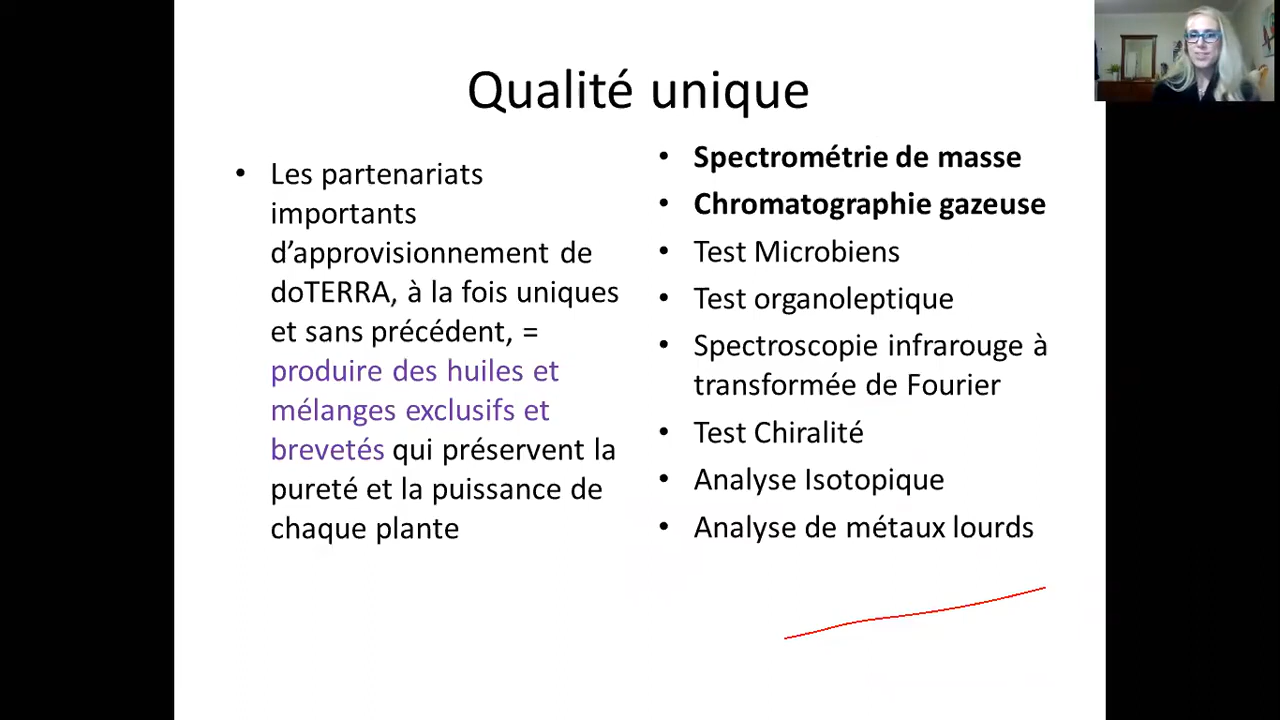 Qualité unique
Les partenariats
importants
d’approvisionnement de
doTERRA, à la fois uniques
et sans précédent, =
produire des huiles et
mélanges exclusifs et
brevetés qui préservent la
pureté et la puissance de
chaque plante
Spectrométrie de masse
Chromatographie gazeuse
Test Microbiens
Test organoleptique
Spectroscopie infrarouge à
transformée de Fourier
Test Chiralité
Analyse Isotopique
Analyse de métaux lourds